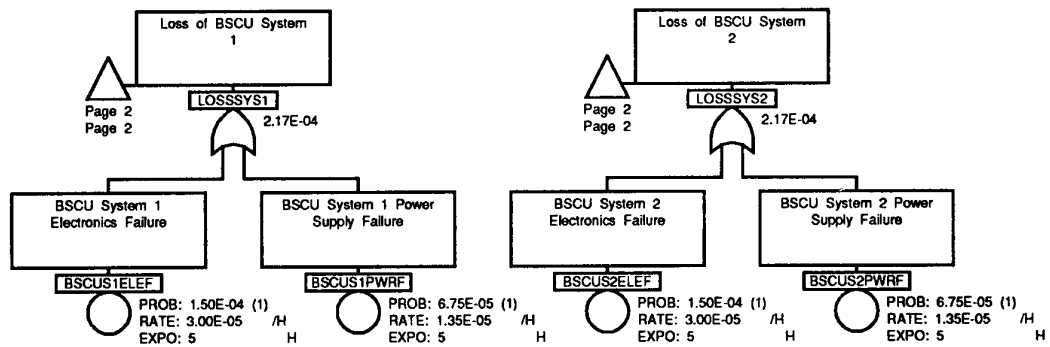 Loss of BSCU System
1
Page 2
Page 2
LOSSSYS1
2.17E-04
BSCU System 1
Electronics Failure
BSCUS1ELEF
PROB: 1.50E-04 (1)
RATE: 3.00E-05 /H
EXPO: 5 H
BSCU System 1 Power
Supply Failure
BSCUS1PWRF
PROB: 6.75E-05 (1)
RATE: 1.35E-05 /H
EXPO: 5 H
Loss of BSCU System
2
Page 2
Page 2
LOSSSYS2
2.17E-04
BSCU System 2
Electronics Failure
BSCUS2ELEF
PROB: 1.50E-04 (1)
RATE: 3.00E-05 /H
EXPO: 5 H
BSCU System 2 Power
Supply Failure
BSCUS2PWRF
PROB: 6.75E-05 (1)
RATE: 1.35E-05 /H
EXPO: 5 H